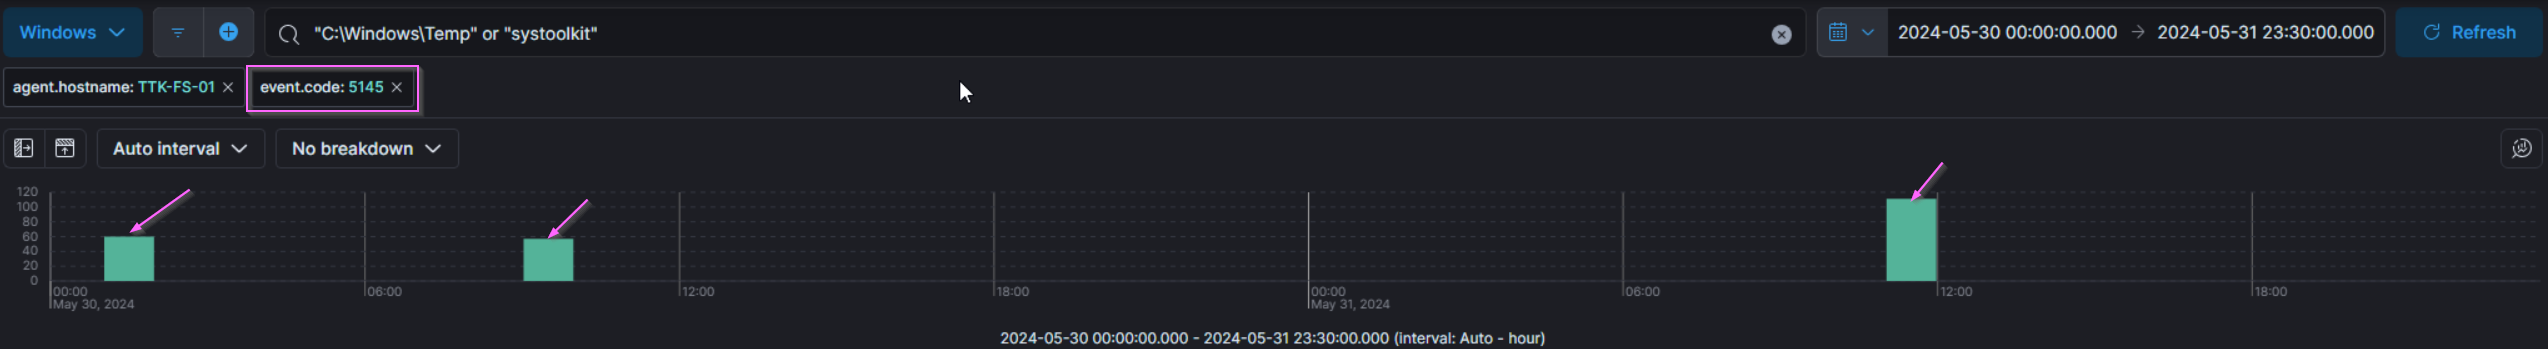 Windows
"C:\Windows\Temp" or "systoolkit"
2024-05-30 00:00:00.000 → 2024-05-31 23:30:00.000
Refresh
agent.hostname: TTK-FS-01 ×
event.code: 5145 ×
Auto interval
No breakdown
120
100
80
60
40
20
0
00:00
May 30, 2024
06:00
12:00
18:00
00:00
May 31, 2024
06:00
12:00
18:00
2024-05-30 00:00:00.000 - 2024-05-31 23:30:00.000 (interval: Auto - hour)